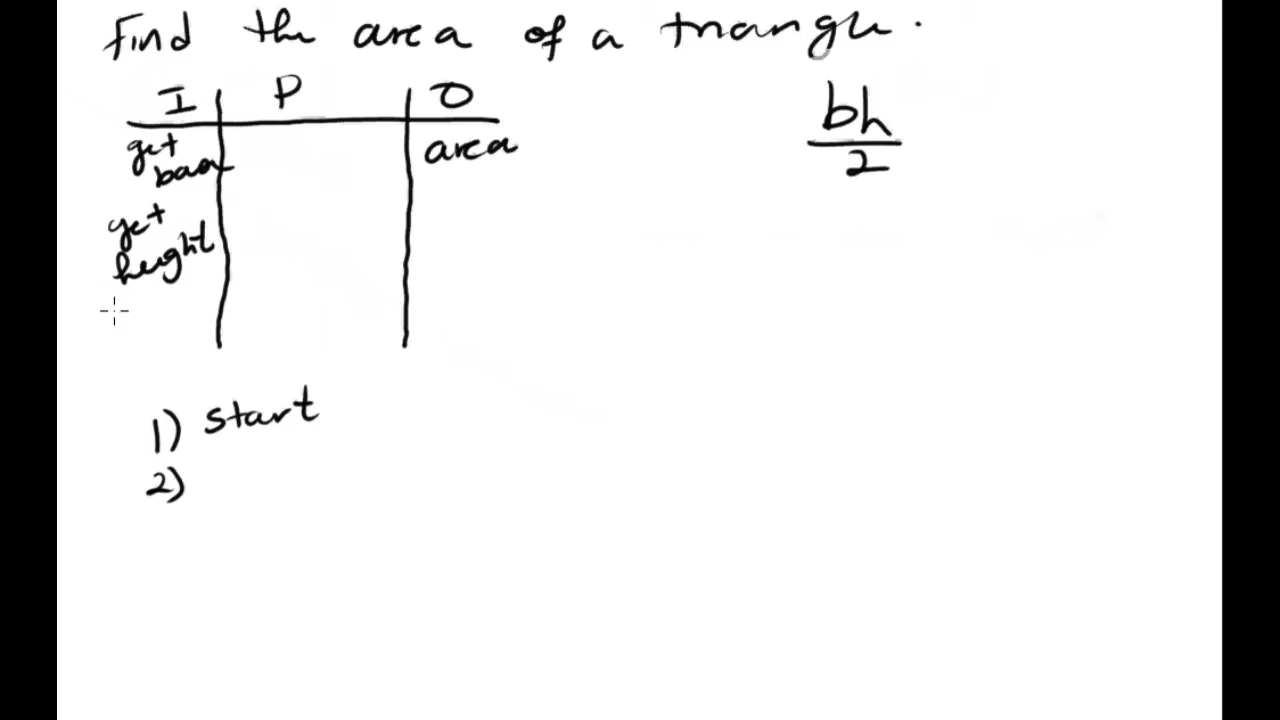 Find the area of a triangle.
I P O
get
base
area
get
height
bh
2
1) start
2)